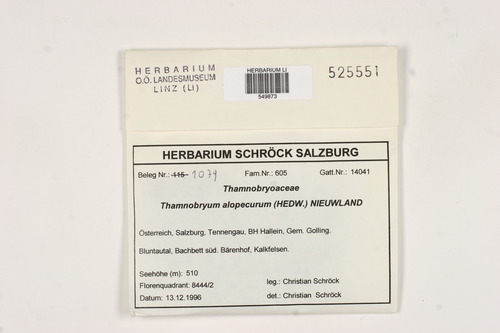 HERBARIUM
O.Ö. LANDESMUSEUM
LINZ (LI)
HERBARIUM LI
549873
525551
HERBARIUM SCHRÖCK SALZBURG
Beleg Nr.: 115 1079 Fam.Nr.: 605 Gatt.Nr.: 14041
Thamnobryoaceae
Thamnobryum alopecurum (HEDW.) NIEUWLAND
Österreich, Salzburg, Tennengau, BH Hallein, Gem. Golling.
Bluntautal, Bachbett süd. Bärenhof, Kalkfelsen.
Seehöhe (m): 510
Florenquadrant: 8444/2 leg.: Christian Schröck
Datum: 13.12.1996 det.: Christian Schröck